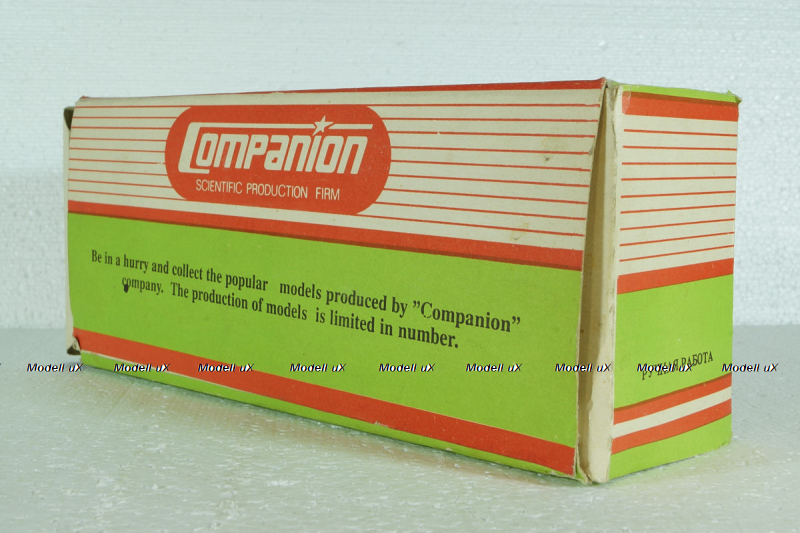 Companion
SCIENTIFIC PRODUCTION FIRM
Be in a hurry and collect the popular models produced by ”Companion”
company. The production of models is limited in number.
РУЧНАЯ РАБОТА
Modell uX Modell uX Modell uX Modell uX Modell uX Modell uX Modell uX Modell uX Modell uX